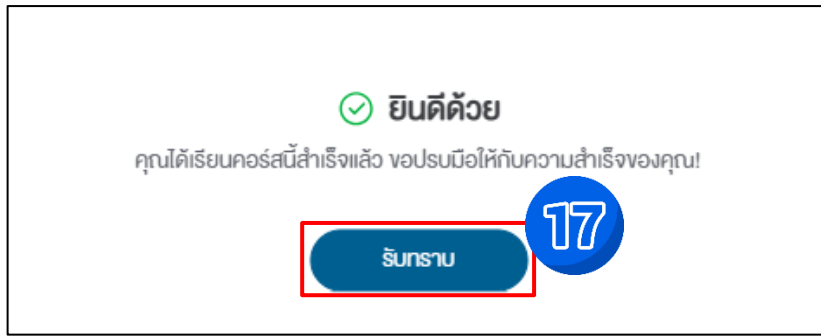 ยินดีด้วย
คุณได้เรียนคอร์สนี้สำเร็จแล้ว ขอปรบมือให้กับความสำเร็จของคุณ!
17
รับทราบ